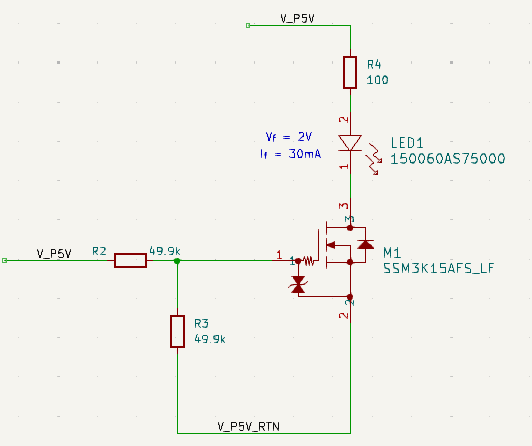 V_P5V
R4
100
2
Vf = 2V
If = 30mA
LED1
150060AS75000
1
3
3
V_P5V
R2
49.9k
1
1
M1
SSM3K15AFS_LF
2
2
R3
49.9k
V_P5V_RTN